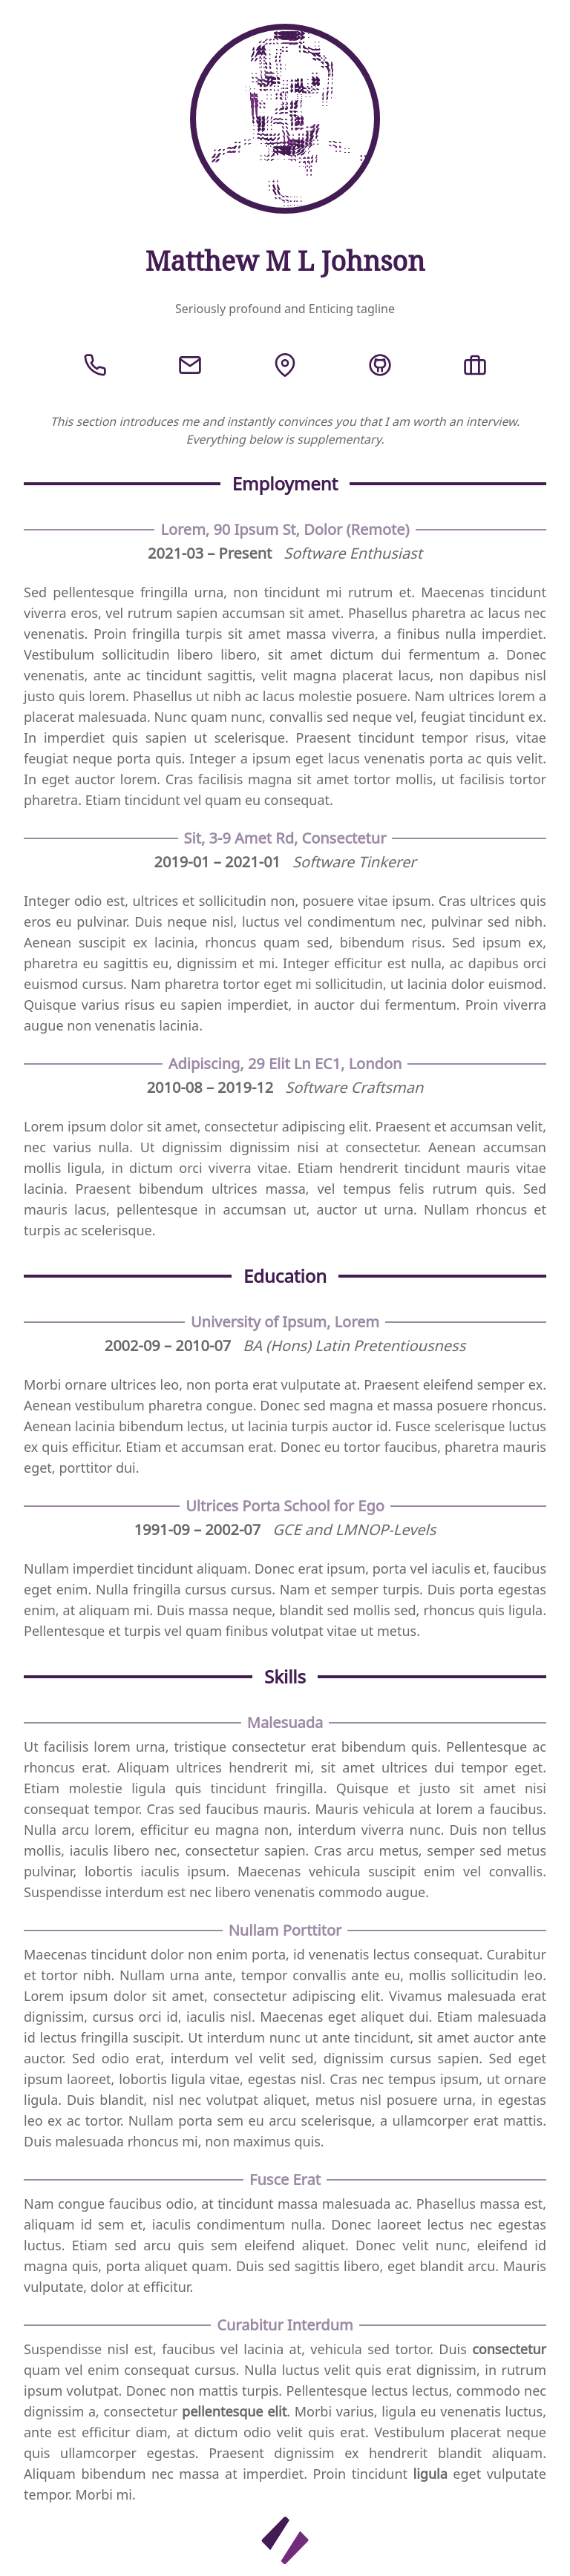 Matthew M L Johnson
Seriously profound and Enticing tagline
This section introduces me and instantly convinces you that I am worth an interview.
Everything below is supplementary.
Employment
Lorem, 90 Ipsum St, Dolor (Remote)
2021-03 – Present Software Enthusiast
Sed pellentesque fringilla urna, non tincidunt mi rutrum et. Maecenas tincidunt
viverra eros, vel rutrum sapien accumsan sit amet. Phasellus pharetra ac lacus nec
venenatis. Proin fringilla turpis sit amet massa viverra, a finibus nulla imperdiet.
Vestibulum sollicitudin libero libero, sit amet dictum dui fermentum a. Donec
venenatis, ante ac tincidunt sagittis, velit magna placerat lacus, non dapibus nisl
justo quis lorem. Phasellus ut nibh ac lacus molestie posuere. Nam ultrices lorem a
placerat malesuada. Nunc quam nunc, convallis sed neque vel, feugiat tincidunt ex.
In imperdiet quis sapien ut scelerisque. Praesent tincidunt tempor risus, vitae
feugiat neque porta quis. Integer a ipsum eget lacus venenatis porta ac quis velit.
In eget auctor lorem. Cras facilisis magna sit amet tortor mollis, ut facilisis tortor
pharetra. Etiam tincidunt vel quam eu consequat.
Sit, 3-9 Amet Rd, Consectetur
2019-01 – 2021-01 Software Tinkerer
Integer odio est, ultrices et sollicitudin non, posuere vitae ipsum. Cras ultrices quis
eros eu pulvinar. Duis neque nisl, luctus vel condimentum nec, pulvinar sed nibh.
Aenean suscipit ex lacinia, rhoncus quam sed, bibendum risus. Sed ipsum ex,
pharetra eu sagittis eu, dignissim et mi. Integer efficitur est nulla, ac dapibus orci
euismod cursus. Nam pharetra tortor eget mi sollicitudin, ut lacinia dolor euismod.
Quisque varius risus eu sapien imperdiet, in auctor dui fermentum. Proin viverra
augue non venenatis lacinia.
Adipiscing, 29 Elit Ln EC1, London
2010-08 – 2019-12 Software Craftsman
Lorem ipsum dolor sit amet, consectetur adipiscing elit. Praesent et accumsan velit,
nec varius nulla. Ut dignissim dignissim nisi at consectetur. Aenean accumsan
mollis ligula, in dictum orci viverra vitae. Etiam hendrerit tincidunt mauris vitae
lacinia. Praesent bibendum ultrices massa, vel tempus felis rutrum quis. Sed
mauris lacus, pellentesque in accumsan ut, auctor ut urna. Nullam rhoncus et
turpis ac scelerisque.
Education
University of Ipsum, Lorem
2002-09 – 2010-07 BA (Hons) Latin Pretentiousness
Morbi ornare ultrices leo, non porta erat vulputate at. Praesent eleifend semper ex.
Aenean vestibulum pharetra congue. Donec sed magna et massa posuere rhoncus.
Aenean lacinia bibendum lectus, ut lacinia turpis auctor id. Fusce scelerisque luctus
ex quis efficitur. Etiam et accumsan erat. Donec eu tortor faucibus, pharetra mauris
eget, porttitor dui.
Ultrices Porta School for Ego
1991-09 – 2002-07 GCE and LMNOP-Levels
Nullam imperdiet tincidunt aliquam. Donec erat ipsum, porta vel iaculis et, faucibus
eget enim. Nulla fringilla cursus cursus. Nam et semper turpis. Duis porta egestas
enim, at aliquam mi. Duis massa neque, blandit sed mollis sed, rhoncus quis ligula.
Pellentesque et turpis vel quam finibus volutpat vitae ut metus.
Skills
Malesuada
Ut facilisis lorem urna, tristique consectetur erat bibendum quis. Pellentesque ac
rhoncus erat. Aliquam ultrices hendrerit mi, sit amet ultrices dui tempor eget.
Etiam molestie ligula quis tincidunt fringilla. Quisque et justo sit amet nisi
consequat tempor. Cras sed faucibus mauris. Mauris vehicula at lorem a faucibus.
Nulla arcu lorem, efficitur eu magna non, interdum viverra nunc. Duis non tellus
mollis, iaculis libero nec, consectetur sapien. Cras arcu metus, semper sed metus
pulvinar, lobortis iaculis ipsum. Maecenas vehicula suscipit enim vel convallis.
Suspendisse interdum est nec libero venenatis commodo augue.
Nullam Porttitor
Maecenas tincidunt dolor non enim porta, id venenatis lectus consequat. Curabitur
et tortor nibh. Nullam urna ante, tempor convallis ante eu, mollis sollicitudin leo.
Lorem ipsum dolor sit amet, consectetur adipiscing elit. Vivamus malesuada erat
dignissim, cursus orci id, iaculis nisl. Maecenas eget aliquet dui. Etiam malesuada
id lectus fringilla suscipit. Ut interdum nunc ut ante tincidunt, sit amet auctor ante
auctor. Sed odio erat, interdum vel velit sed, dignissim cursus sapien. Sed eget
ipsum laoreet, lobortis ligula vitae, egestas nisl. Cras nec tempus ipsum, ut ornare
ligula. Duis blandit, nisl nec volutpat aliquet, metus nisl posuere urna, in egestas
leo ex ac tortor. Nullam porta sem eu arcu scelerisque, a ullamcorper erat mattis.
Duis malesuada rhoncus mi, non maximus quis.
Fusce Erat
Nam congue faucibus odio, at tincidunt massa malesuada ac. Phasellus massa est,
aliquam id sem et, iaculis condimentum nulla. Donec laoreet lectus nec egestas
luctus. Etiam sed arcu quis sem eleifend aliquet. Donec velit nunc, eleifend id
magna quis, porta aliquet quam. Duis sed sagittis libero, eget blandit arcu. Mauris
vulputate, dolor at efficitur.
Curabitur Interdum
Suspendisse nisl est, faucibus vel lacinia at, vehicula sed tortor. Duis consectetur
quam vel enim consequat cursus. Nulla luctus velit quis erat dignissim, in rutrum
ipsum volutpat. Donec non mattis turpis. Pellentesque lectus lectus, commodo nec
dignissim a, consectetur pellentesque elit. Morbi varius, ligula eu venenatis luctus,
ante est efficitur diam, at dictum odio velit quis erat. Vestibulum placerat neque
quis ullamcorper egestas. Praesent dignissim ex hendrerit blandit aliquam.
Aliquam bibendum nec massa at imperdiet. Proin tincidunt ligula eget vulputate
tempor. Morbi mi.